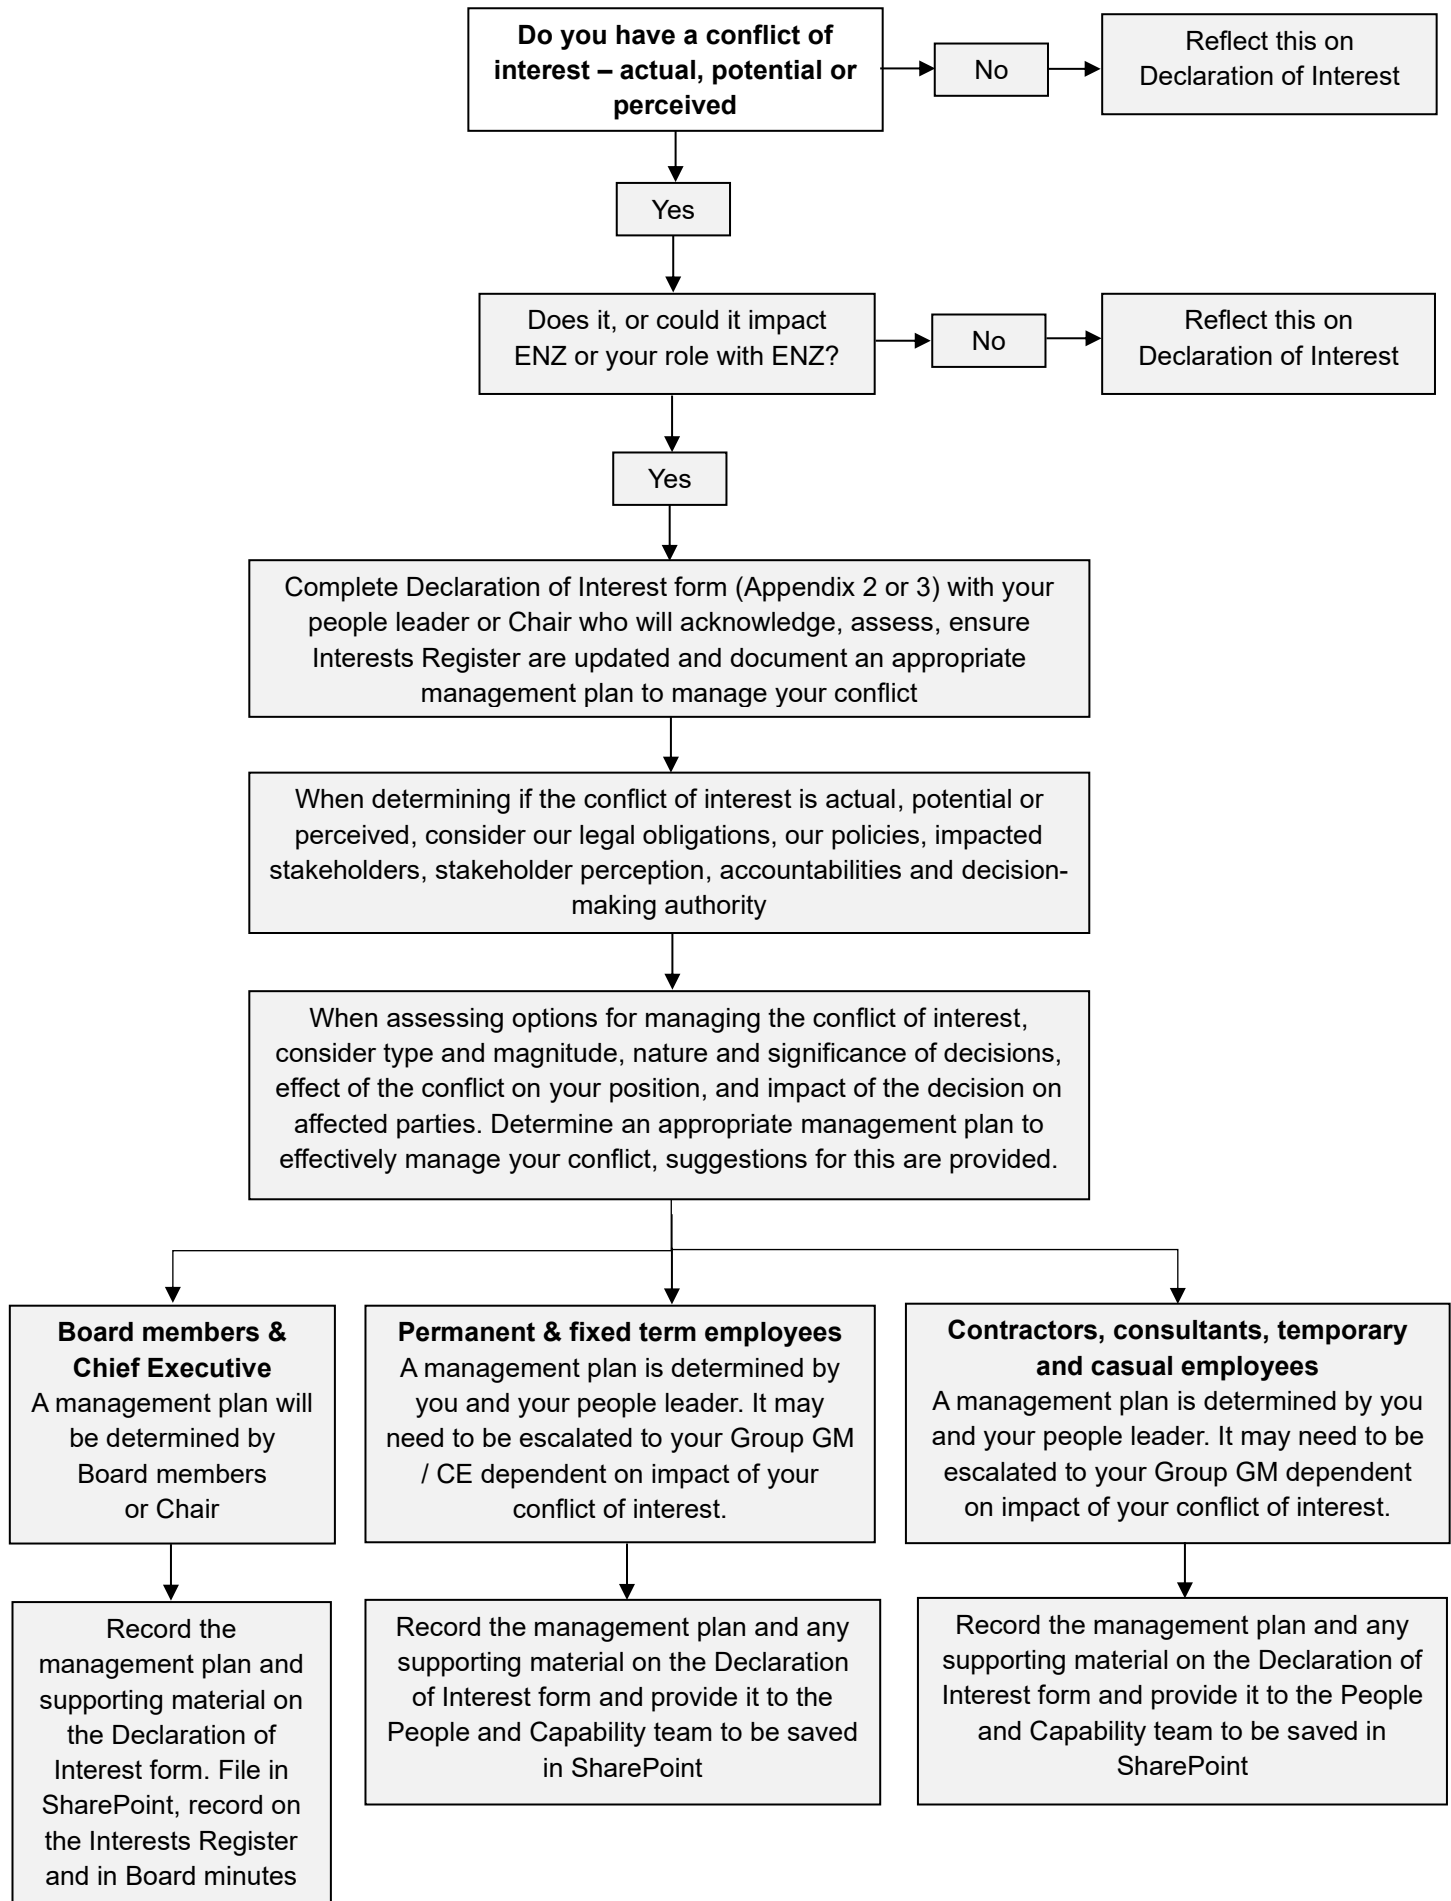 Do you have a conflict of
interest – actual, potential or
perceived
No
Reflect this on
Declaration of Interest
Yes
Does it, or could it impact
ENZ or your role with ENZ?
No
Reflect this on
Declaration of Interest
Yes
Complete Declaration of Interest form (Appendix 2 or 3) with your
people leader or Chair who will acknowledge, assess, ensure
Interests Register are updated and document an appropriate
management plan to manage your conflict
When determining if the conflict of interest is actual, potential or
perceived, consider our legal obligations, our policies, impacted
stakeholders, stakeholder perception, accountabilities and decision-
making authority
When assessing options for managing the conflict of interest,
consider type and magnitude, nature and significance of decisions,
effect of the conflict on your position, and impact of the decision on
affected parties. Determine an appropriate management plan to
effectively manage your conflict, suggestions for this are provided.
Board members &
Chief Executive
A management plan will
be determined by
Board members
or Chair
Permanent & fixed term employees
A management plan is determined by
you and your people leader. It may
need to be escalated to your Group GM
/ CE dependent on impact of your
conflict of interest.
Contractors, consultants, temporary
and casual employees
A management plan is determined by you
and your people leader. It may need to be
escalated to your Group GM dependent
on impact of your conflict of interest.
Record the
management plan and
supporting material on
the Declaration of
Interest form. File in
SharePoint, record on
the Interests Register
and in Board minutes
Record the management plan and any
supporting material on the Declaration
of Interest form and provide it to the
People and Capability team to be saved
in SharePoint
Record the management plan and any
supporting material on the Declaration of
Interest form and provide it to the People
and Capability team to be saved in
SharePoint